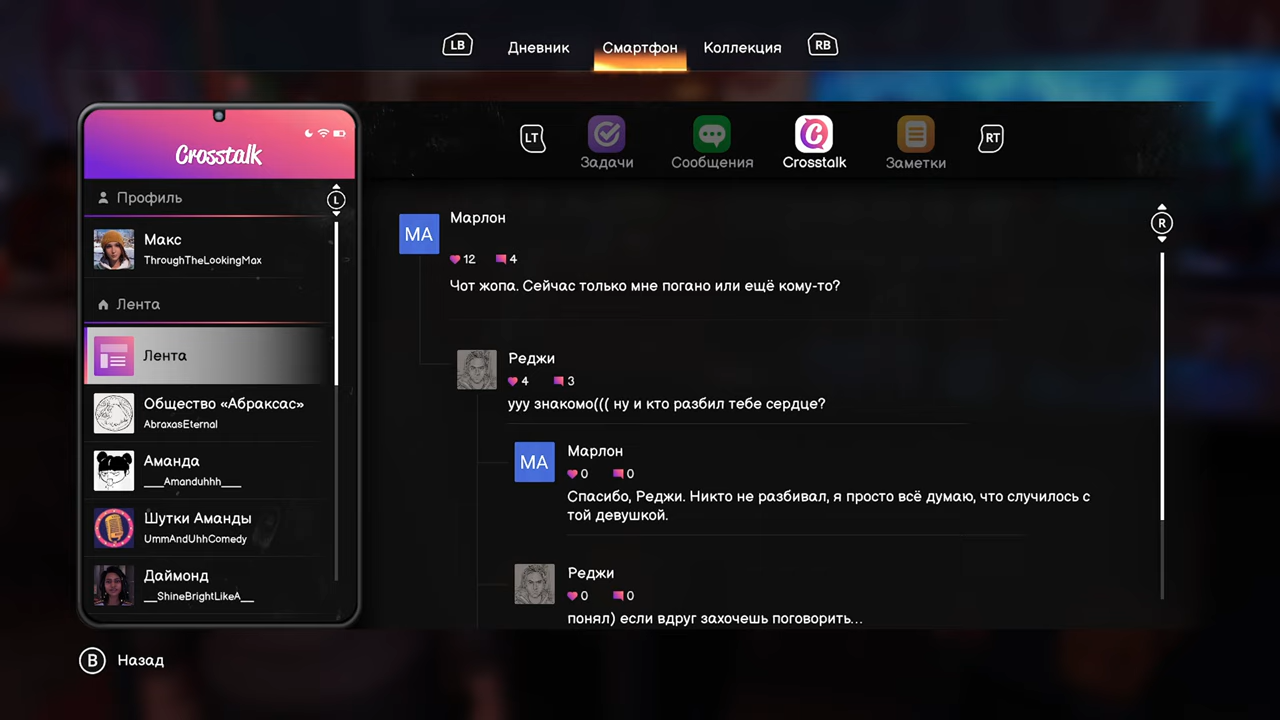 LB Дневник Смартфон Коллекция RB
Crosstalk
Профиль
L
Макс
ThroughTheLookingMax
Лента
Лента
Общество «Абраксас»
AbraxasEternal
Аманда
___Amanduhhh___
Шутки Аманды
UmmAndUhhComedy
Даймонд
__ShineBrightLikeA__
LT Задачи Сообщения Crosstalk Заметки RT
R
МА
Марлон
12 4
Чот жопа. Сейчас только мне погано или ещё кому-то?
Реджи
4 3
ууу знакомо((( ну и кто разбил тебе сердце?
МА
Марлон
0 0
Спасибо, Реджи. Никто не разбивал, я просто всё думаю, что случилось с
той девушкой.
Реджи
0 0
понял) если вдруг захочешь поговорить...
B Назад